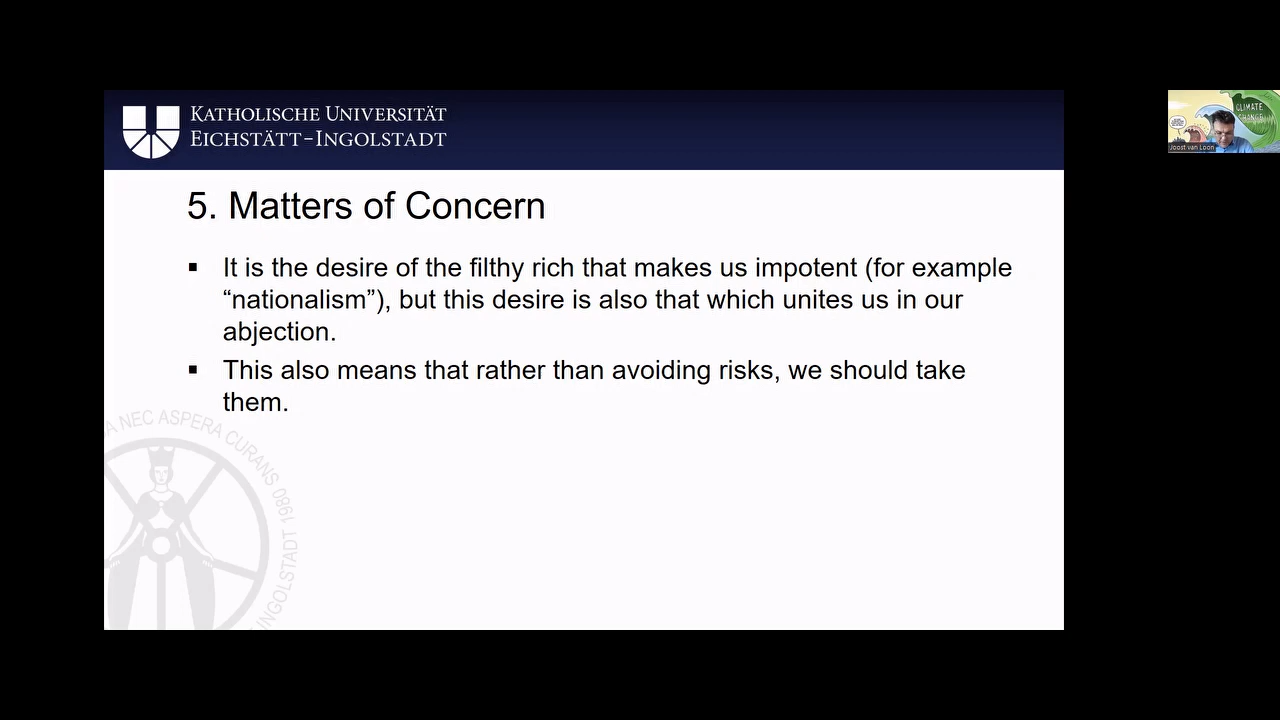 KATHOLISCHE UNIVERSITÄT
EICHSTÄTT-INGOLSTADT
5. Matters of Concern
▪ It is the desire of the filthy rich that makes us impotent (for example
“nationalism”), but this desire is also that which unites us in our
abjection.
▪ This also means that rather than avoiding risks, we should take
them.
NEC ASPERA CURANS
1980
INGOLSTADT
CLIMATE
CHANGE
Joost van Loon